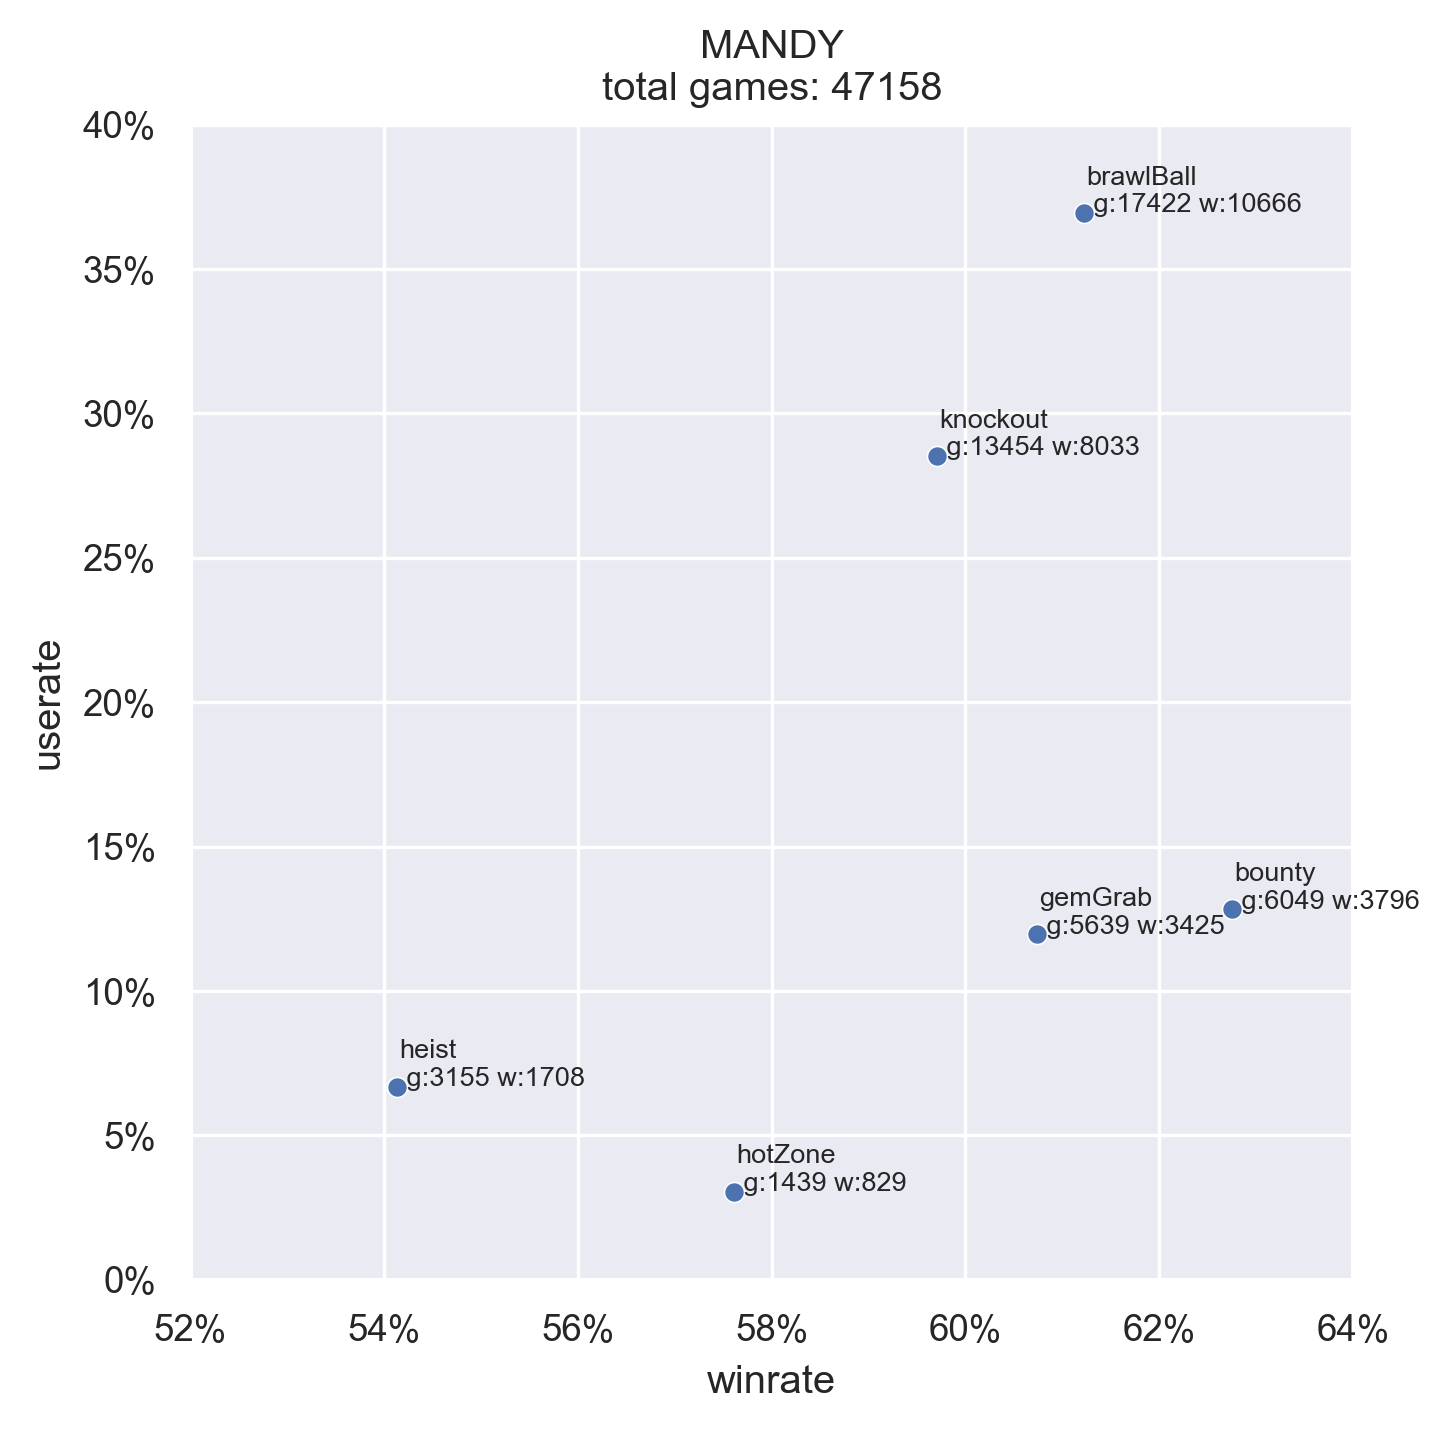 MANDY
total games: 47158
40%
35%
30%
25%
20%
15%
10%
5%
0%
userate
brawlBall
g:17422 w:10666
knockout
g:13454 w:8033
bounty
g:6049 w:3796
gemGrab
g:5639 w:3425
heist
g:3155 w:1708
hotZone
g:1439 w:829
52% 54% 56% 58% 60% 62% 64%
winrate